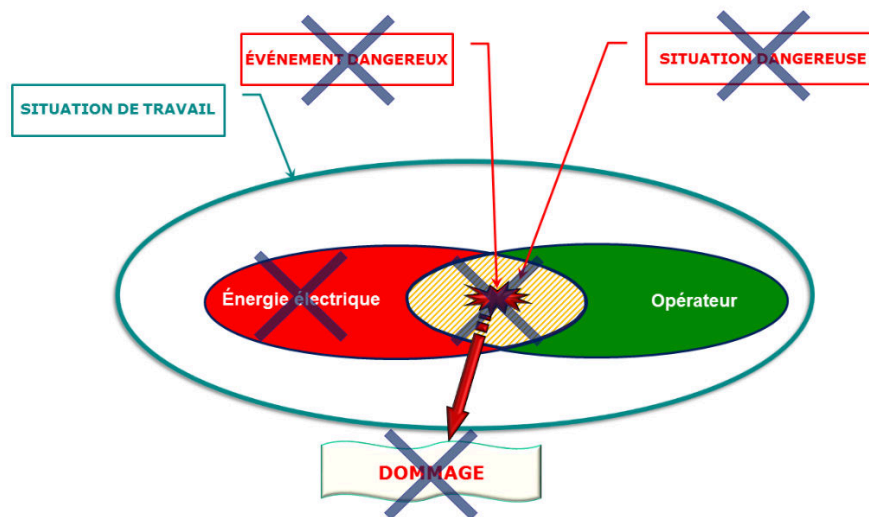 ÉVÉNEMENT DANGEREUX
SITUATION DANGEREUSE
SITUATION DE TRAVAIL
Énergie électrique
Opérateur
DOMMAGE